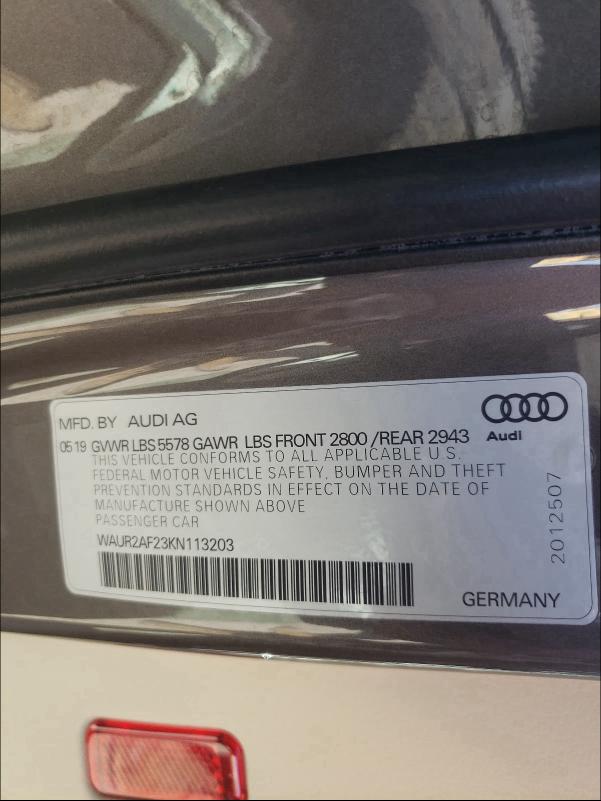 MFD. BY AUDI AG
05 19 GVWR LBS 5578 GAWR LBS FRONT 2800 / REAR 2943
Audi
THIS VEHICLE CONFORMS TO ALL APPLICABLE U.S.
FEDERAL MOTOR VEHICLE SAFETY, BUMPER AND THEFT
PREVENTION STANDARDS IN EFFECT ON THE DATE OF
MANUFACTURE SHOWN ABOVE
PASSENGER CAR
WAUR2AF23KN113203
2012507
GERMANY